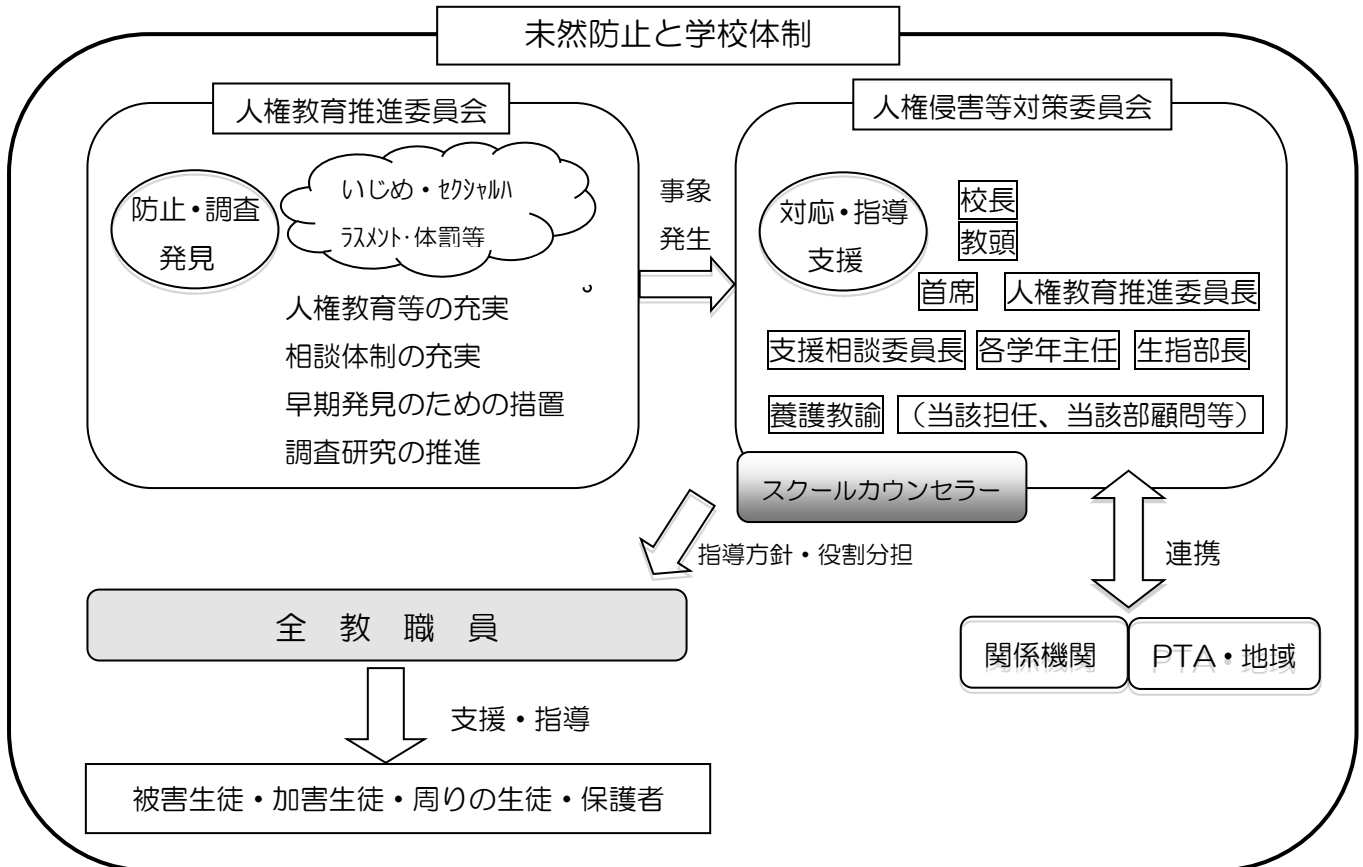 未然防止と学校体制
人権教育推進委員会
防止・調査
発見
いじめ・ｾｸｼｬﾙﾊ
ﾗｽﾒﾝﾄ・体罰等
人権教育等の充実
相談体制の充実
早期発見のための措置
調査研究の推進
事象
発生
人権侵害等対策委員会
対応・指導
支援
校長
教頭
首席 人権教育推進委員長
支援相談委員長 各学年主任 生指部長
養護教諭 （当該担任、当該部顧問等）
スクールカウンセラー
指導方針・役割分担
連携
全 教 職 員
関係機関 PTA・地域
支援・指導
被害生徒・加害生徒・周りの生徒・保護者